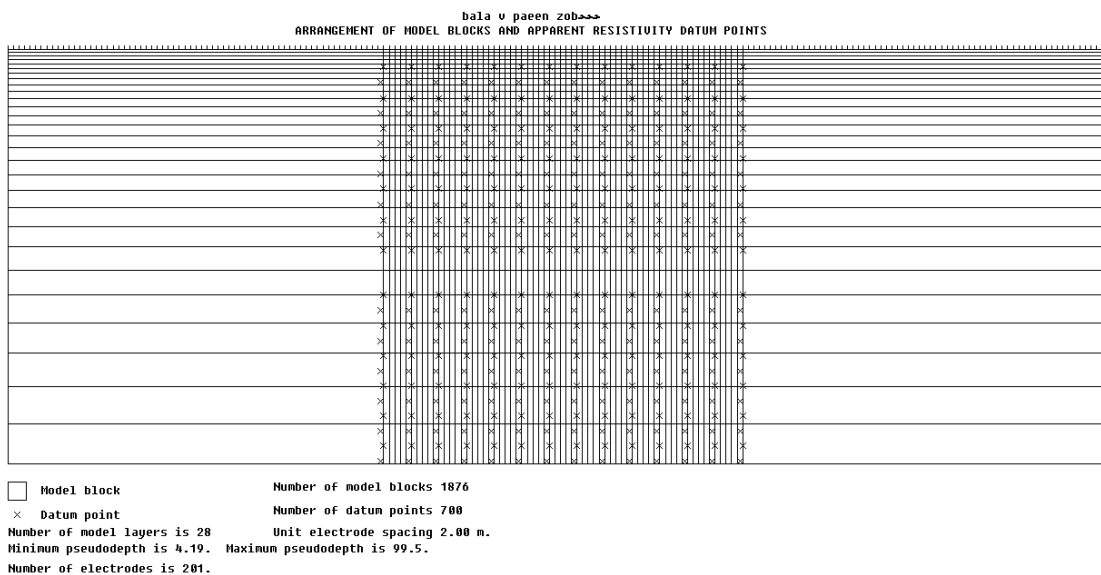 bala v paeen zob
ARRANGEMENT OF MODEL BLOCKS AND APPARENT RESISTIVITY DATUM POINTS
Model block
Number of model blocks 1876
Datum point
Number of datum points 700
Number of model layers is 28
Unit electrode spacing 2.00 m.
Minimum pseudodepth is 4.19. Maximum pseudodepth is 99.5.
Number of electrodes is 201.